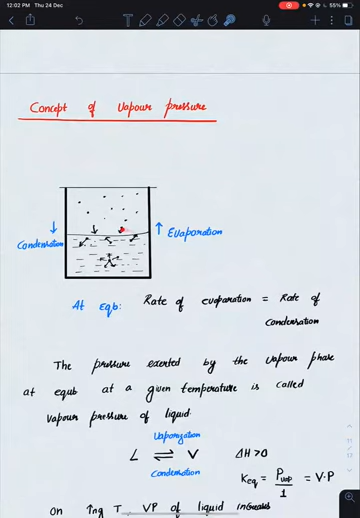 12:02 PM Thu 24 Dec
55%
Concept of Vapour pressure
Condensation
Evaporation
At Eqb: Rate of evaporation = Rate of
condensation
The pressure exerted by the vapour phase
at equb at a given temperature is called
vapour pressure of liquid.
Vaporization
L ⇌ V ΔH>0
Condensation
Keq = Pvap/1 = V.P
on ↑ng T, VP of liquid increases